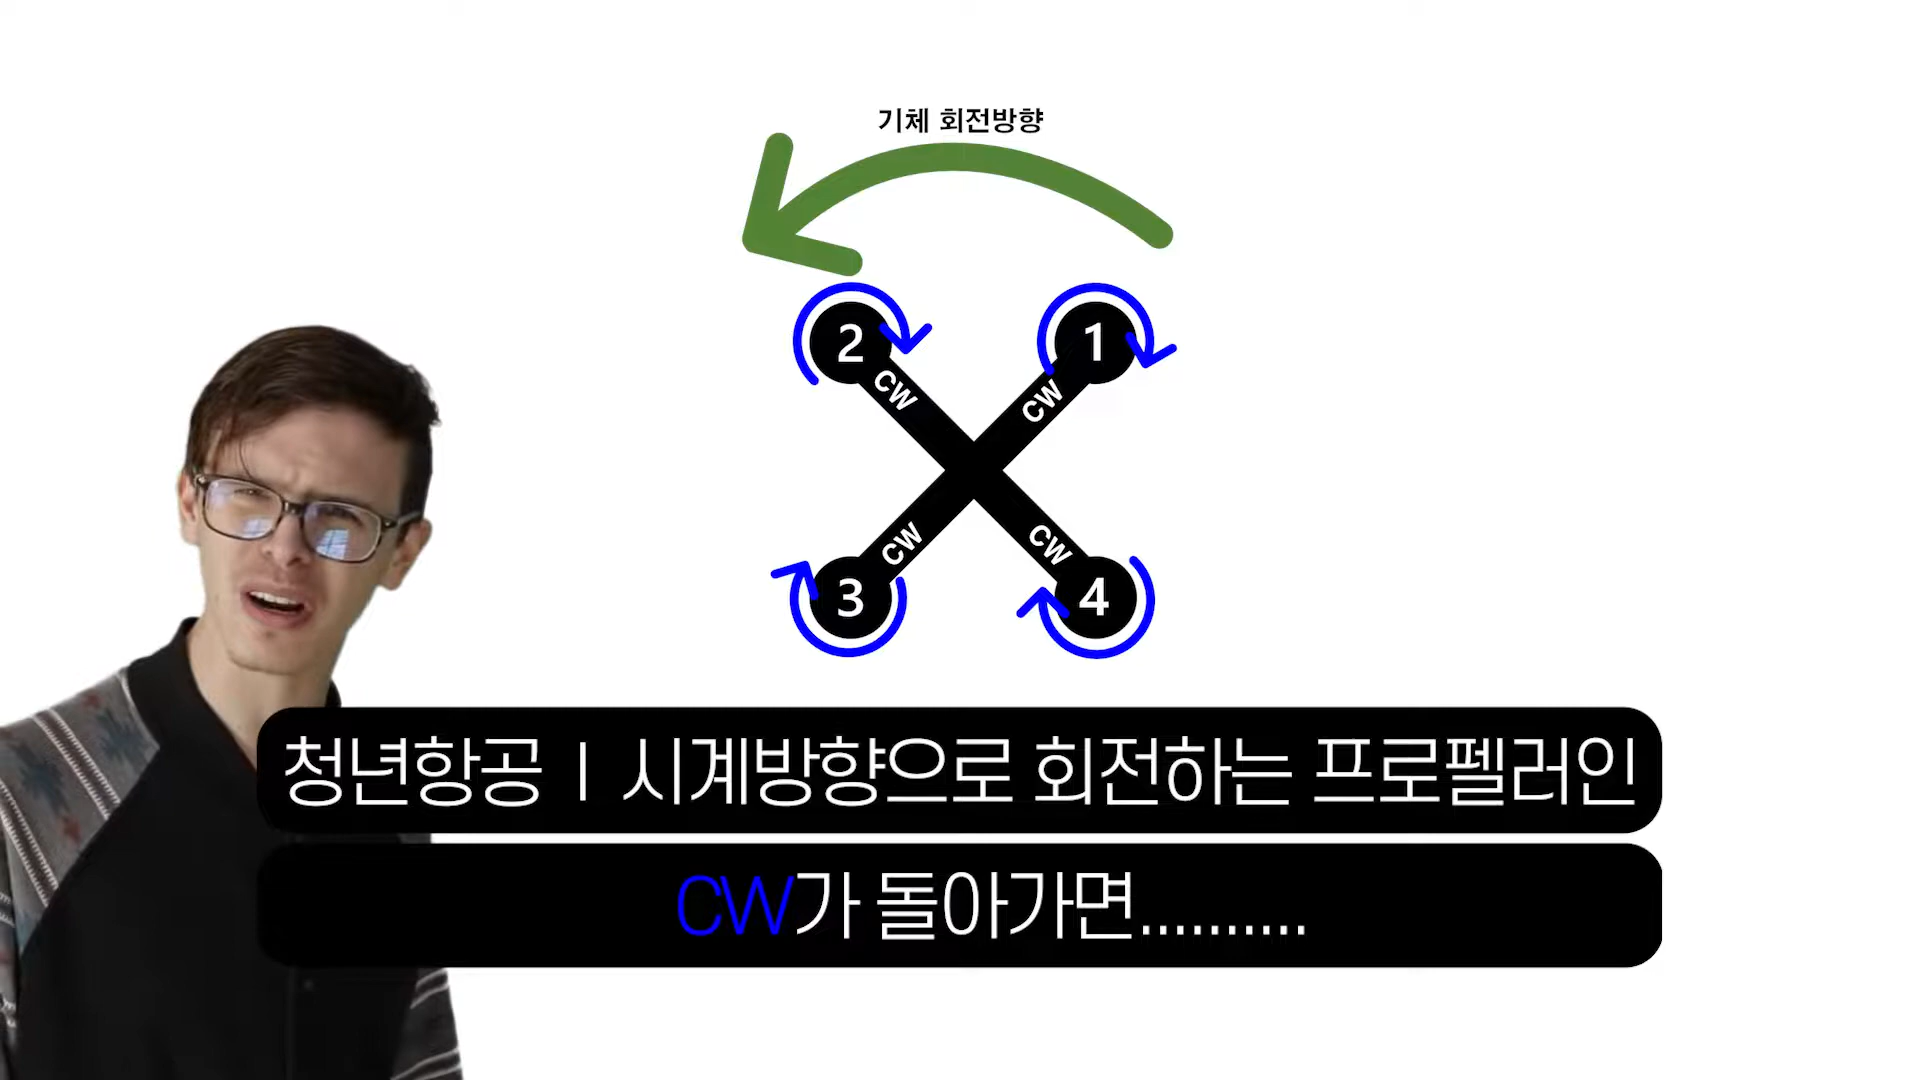 기체 회전방향
2
1
CW
CW
CW
CW
3
4
청년항공 ㅣ 시계방향으로 회전하는 프로펠러인
CW가 돌아가면..........